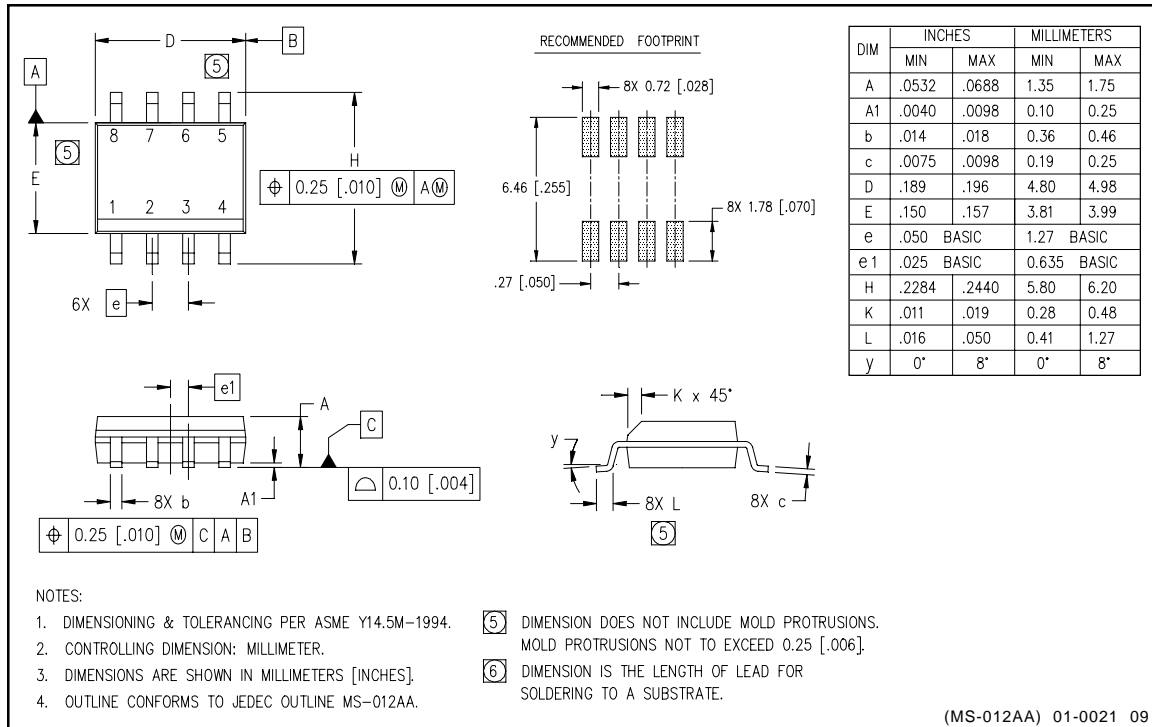 D
B
5
A
8 7 6 5
5
E
H
⌖ 0.25 [.010] Ⓜ AⓂ
1 2 3 4
6X e
RECOMMENDED FOOTPRINT
8X 0.72 [.028]
6.46 [.255]
8X 1.78 [.070]
.27 [.050]
DIM INCHES MILLIMETERS
MIN MAX MIN MAX
A .0532 .0688 1.35 1.75
A1 .0040 .0098 0.10 0.25
b .014 .018 0.36 0.46
c .0075 .0098 0.19 0.25
D .189 .196 4.80 4.98
E .150 .157 3.81 3.99
e .050 BASIC 1.27 BASIC
e1 .025 BASIC 0.635 BASIC
H .2284 .2440 5.80 6.20
K .011 .019 0.28 0.48
L .016 .050 0.41 1.27
y 0° 8° 0° 8°
e1
A
C
⌓ 0.10 [.004]
A1
8X b
⌖ 0.25 [.010] Ⓜ C A B
K x 45°
y
8X L
8X c
5
NOTES:
1. DIMENSIONING & TOLERANCING PER ASME Y14.5M-1994.
2. CONTROLLING DIMENSION: MILLIMETER.
3. DIMENSIONS ARE SHOWN IN MILLIMETERS [INCHES].
4. OUTLINE CONFORMS TO JEDEC OUTLINE MS-012AA.
5 DIMENSION DOES NOT INCLUDE MOLD PROTRUSIONS.
MOLD PROTRUSIONS NOT TO EXCEED 0.25 [.006].
6 DIMENSION IS THE LENGTH OF LEAD FOR
SOLDERING TO A SUBSTRATE.
(MS-012AA) 01-0021 09